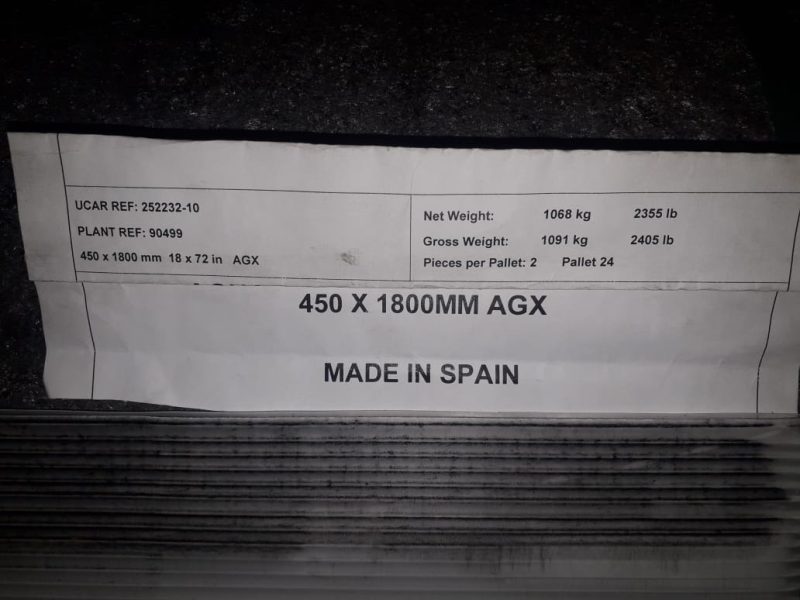 UCAR REF: 252232-10
PLANT REF: 90499
450 x 1800 mm 18 x 72 in AGX
Net Weight: 1068 kg 2355 lb
Gross Weight: 1091 kg 2405 lb
Pieces per Pallet: 2 Pallet 24
450 X 1800MM AGX
MADE IN SPAIN